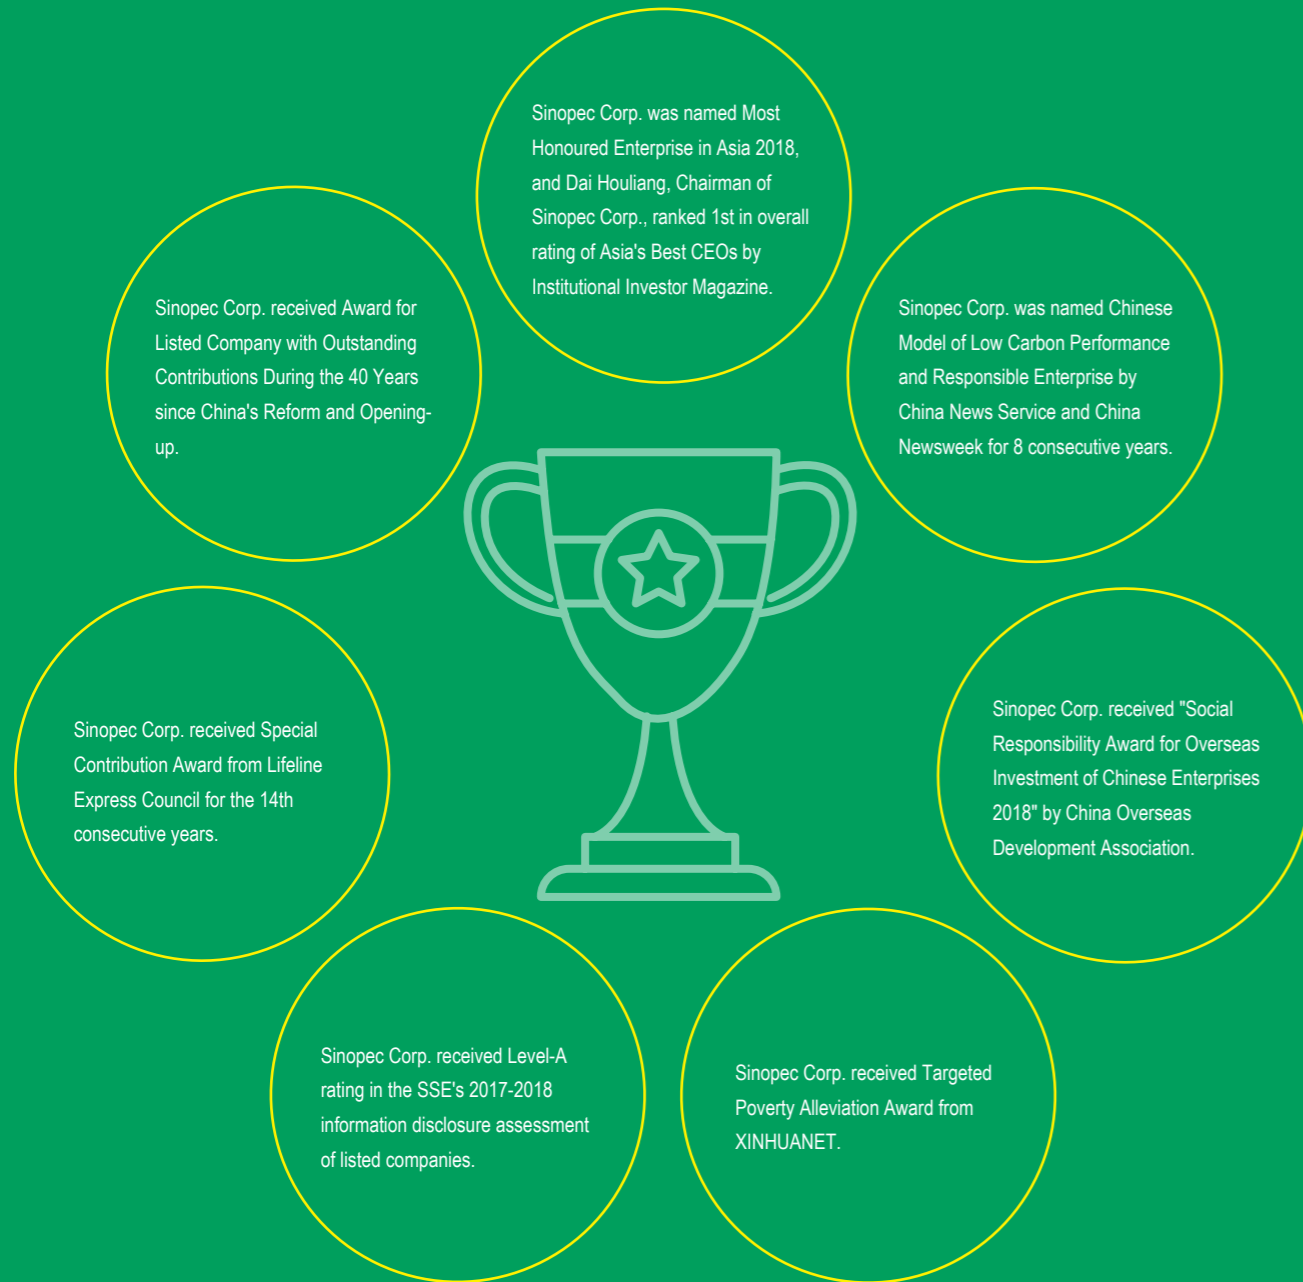 Sinopec Corp. was named Most
Honoured Enterprise in Asia 2018,
and Dai Houliang, Chairman of
Sinopec Corp., ranked 1st in overall
rating of Asia's Best CEOs by
Institutional Investor Magazine.
Sinopec Corp. received Award for
Listed Company with Outstanding
Contributions During the 40 Years
since China's Reform and Opening-
up.
Sinopec Corp. was named Chinese
Model of Low Carbon Performance
and Responsible Enterprise by
China News Service and China
Newsweek for 8 consecutive years.
Sinopec Corp. received Special
Contribution Award from Lifeline
Express Council for the 14th
consecutive years.
Sinopec Corp. received "Social
Responsibility Award for Overseas
Investment of Chinese Enterprises
2018" by China Overseas
Development Association.
Sinopec Corp. received Level-A
rating in the SSE's 2017-2018
information disclosure assessment
of listed companies.
Sinopec Corp. received Targeted
Poverty Alleviation Award from
XINHUANET.